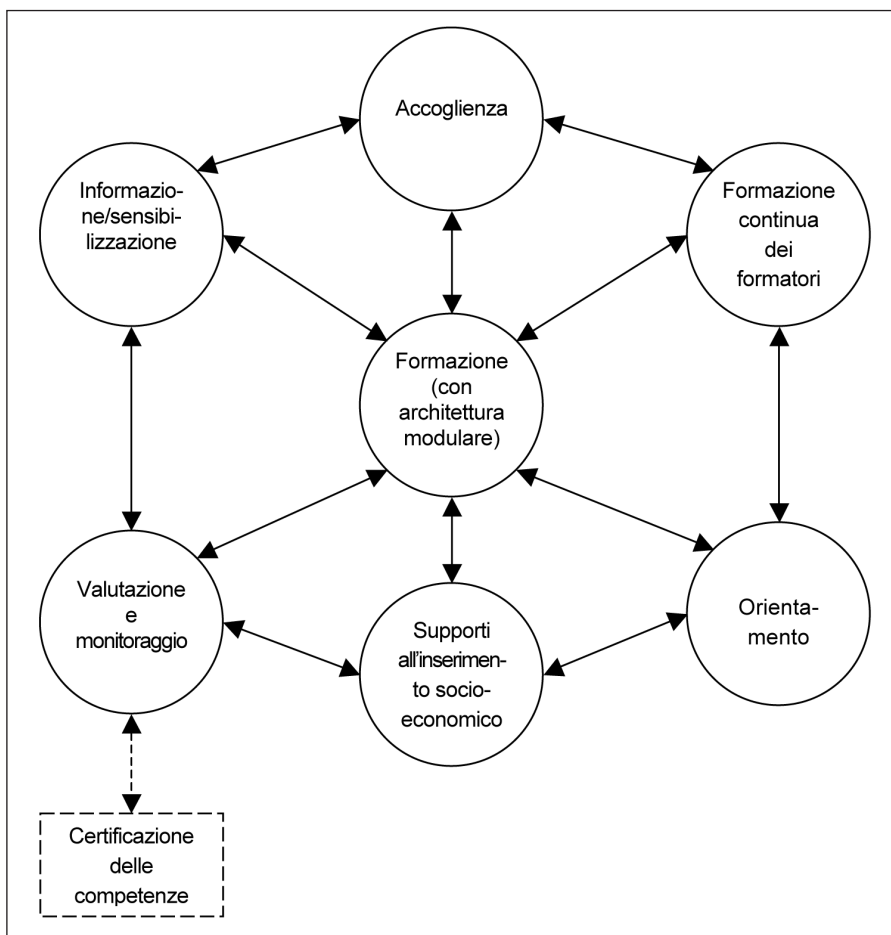 Accoglienza
Informazio-
ne/sensibi-
lizzazione
Formazione
continua
dei
formatori
Formazione
(con
architettura
modulare)
Valutazione
e
monitoraggio
Supporti
all'inserimen-
to socio-
economico
Orienta-
mento
Certificazione
delle
competenze